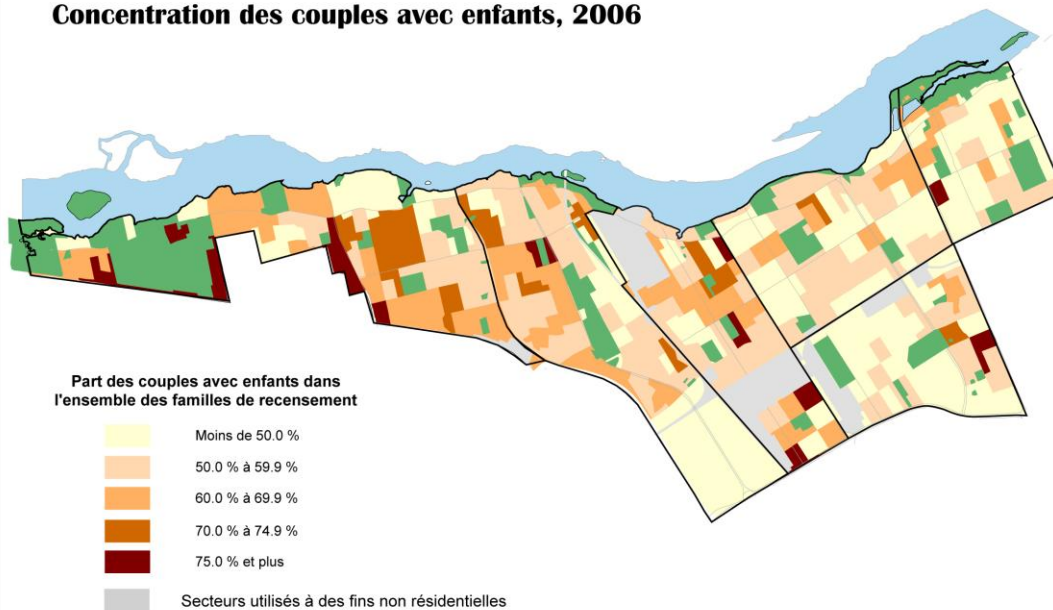 Concentration des couples avec enfants, 2006
Part des couples avec enfants dans
l'ensemble des familles de recensement
Moins de 50.0 %
50.0 % à 59.9 %
60.0 % à 69.9 %
70.0 % à 74.9 %
75.0 % et plus
Secteurs utilisés à des fins non résidentielles